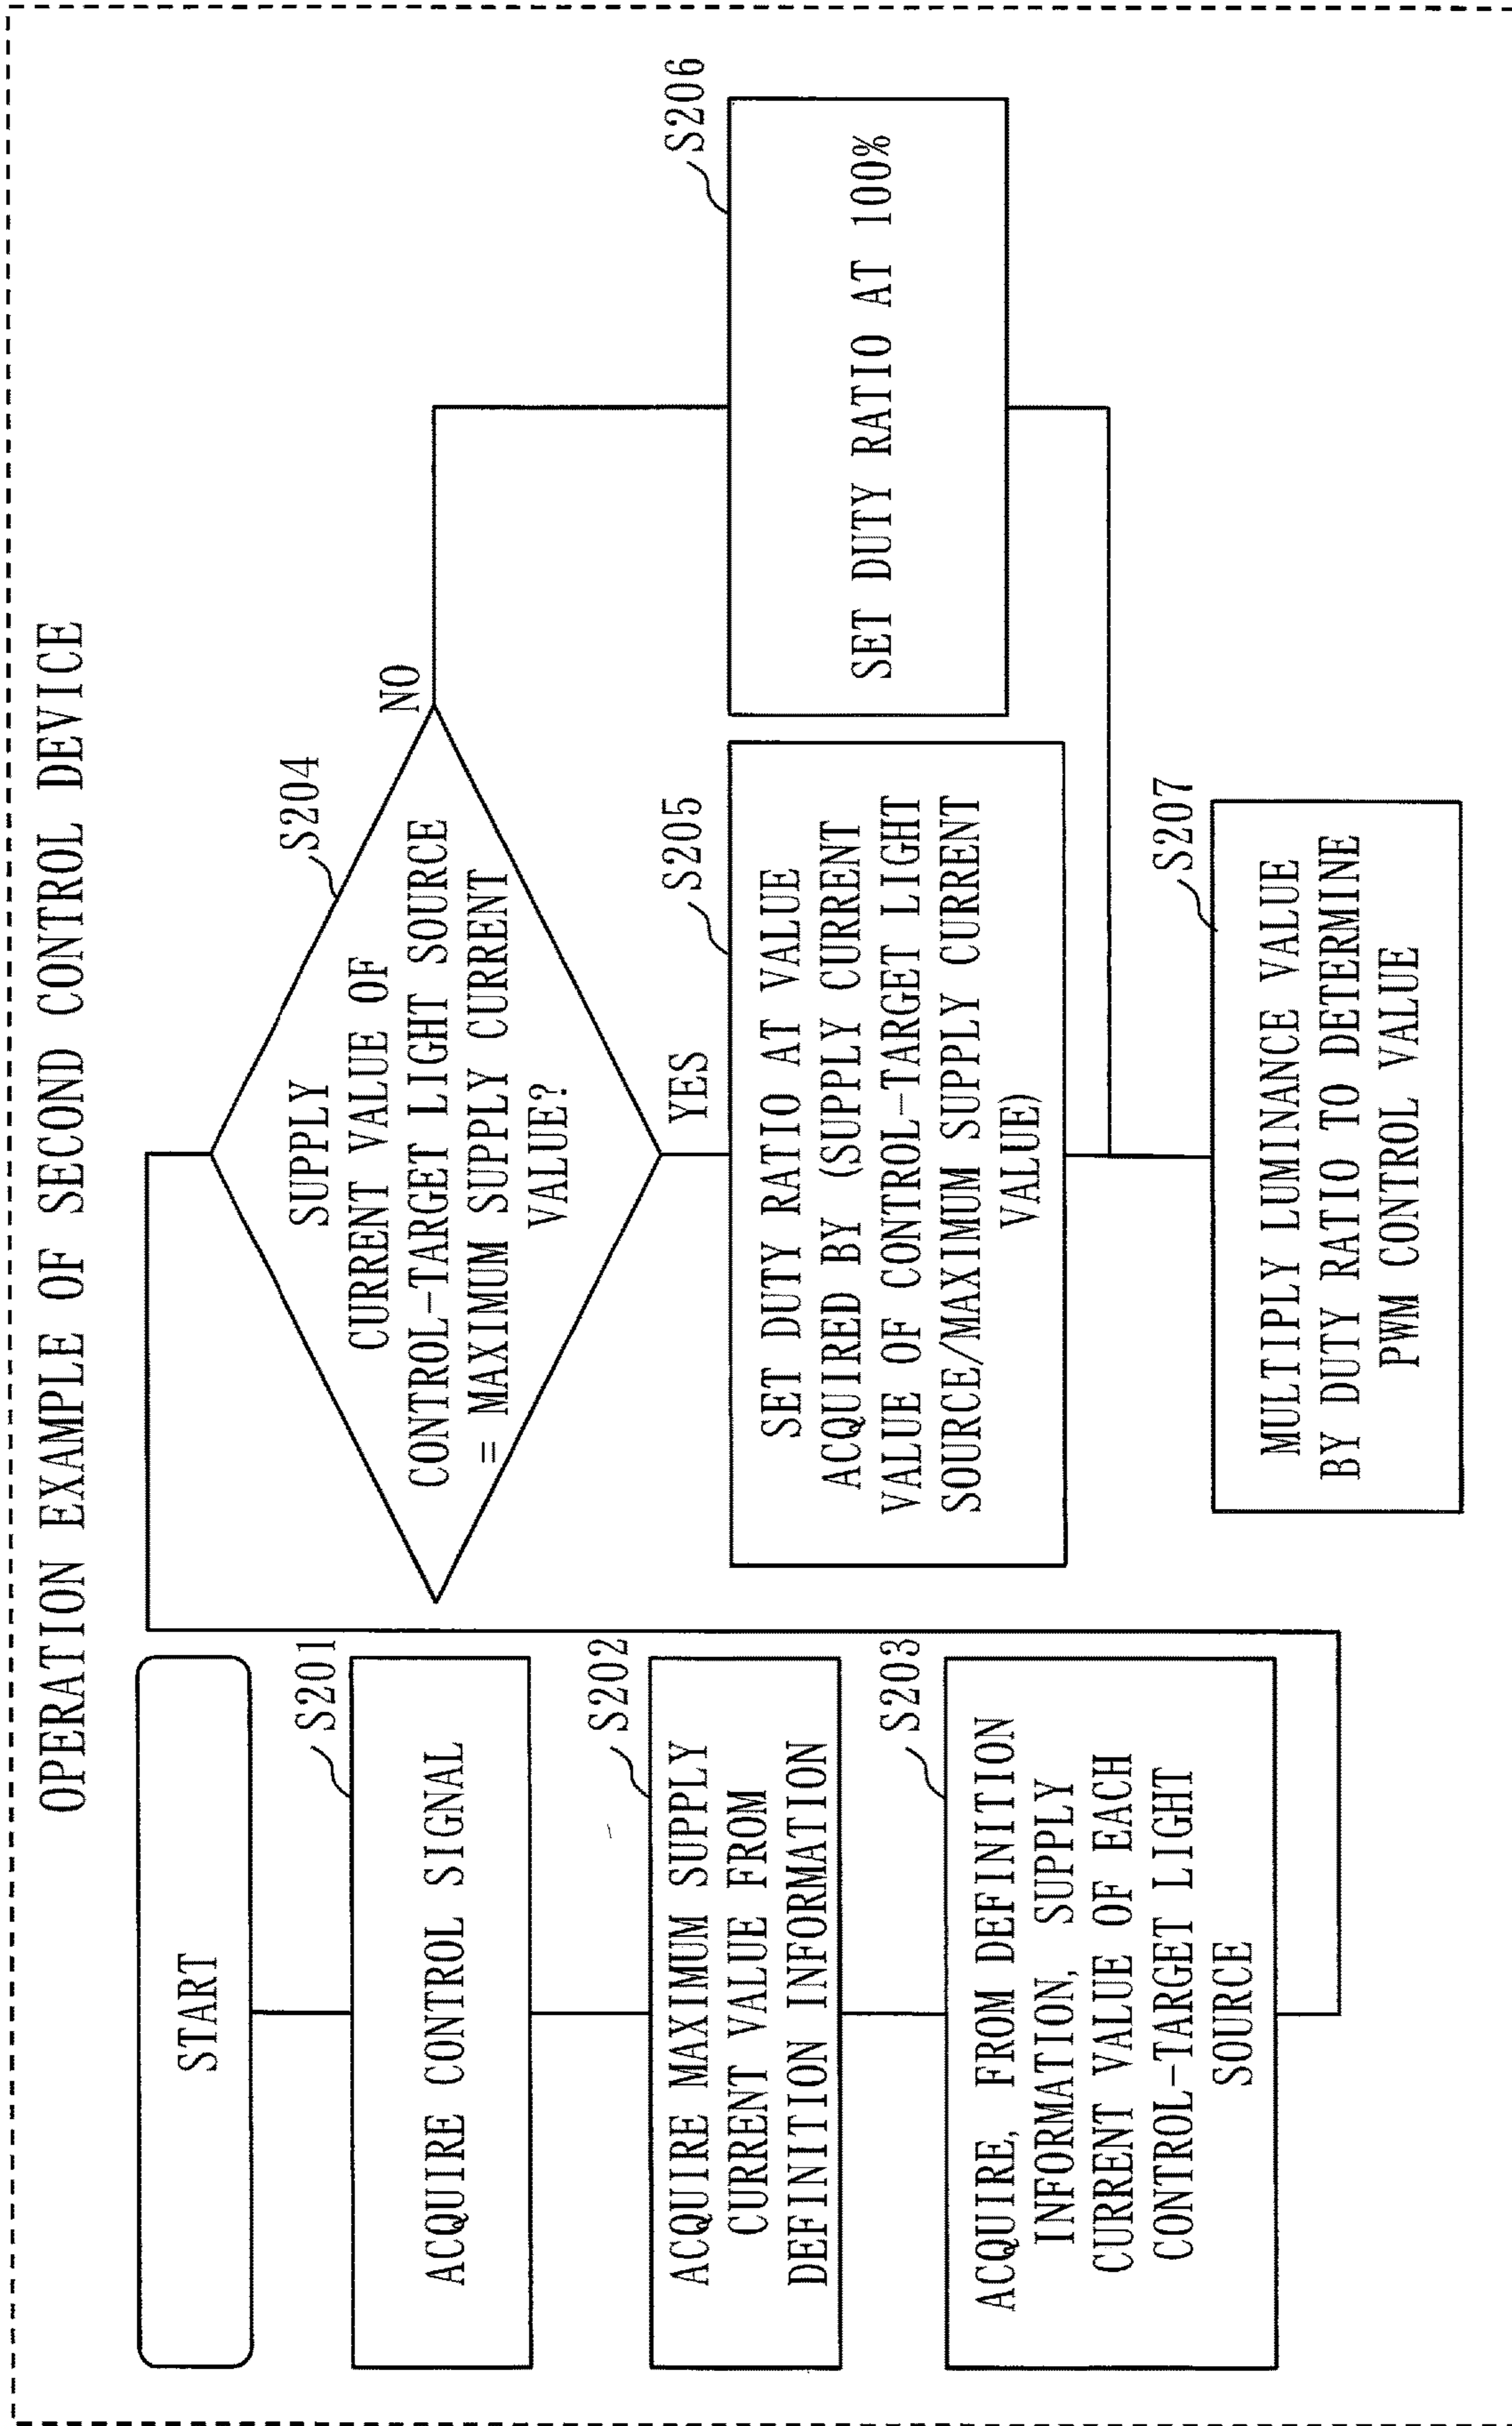 OPERATION EXAMPLE OF SECOND CONTROL DEVICE
START
S201
ACQUIRE CONTROL SIGNAL
S202
ACQUIRE MAXIMUM SUPPLY
CURRENT VALUE FROM
DEFINITION INFORMATION
S203
ACQUIRE, FROM DEFINITION
INFORMATION, SUPPLY
CURRENT VALUE OF EACH
CONTROL-TARGET LIGHT
SOURCE
S204
SUPPLY
CURRENT VALUE OF
CONTROL-TARGET LIGHT SOURCE
= MAXIMUM SUPPLY CURRENT
VALUE?
NO
YES
S205
SET DUTY RATIO AT VALUE
ACQUIRED BY (SUPPLY CURRENT
VALUE OF CONTROL-TARGET LIGHT
SOURCE/MAXIMUM SUPPLY CURRENT
VALUE)
S206
SET DUTY RATIO AT 100%
S207
MULTIPLY LUMINANCE VALUE
BY DUTY RATIO TO DETERMINE
PWM CONTROL VALUE